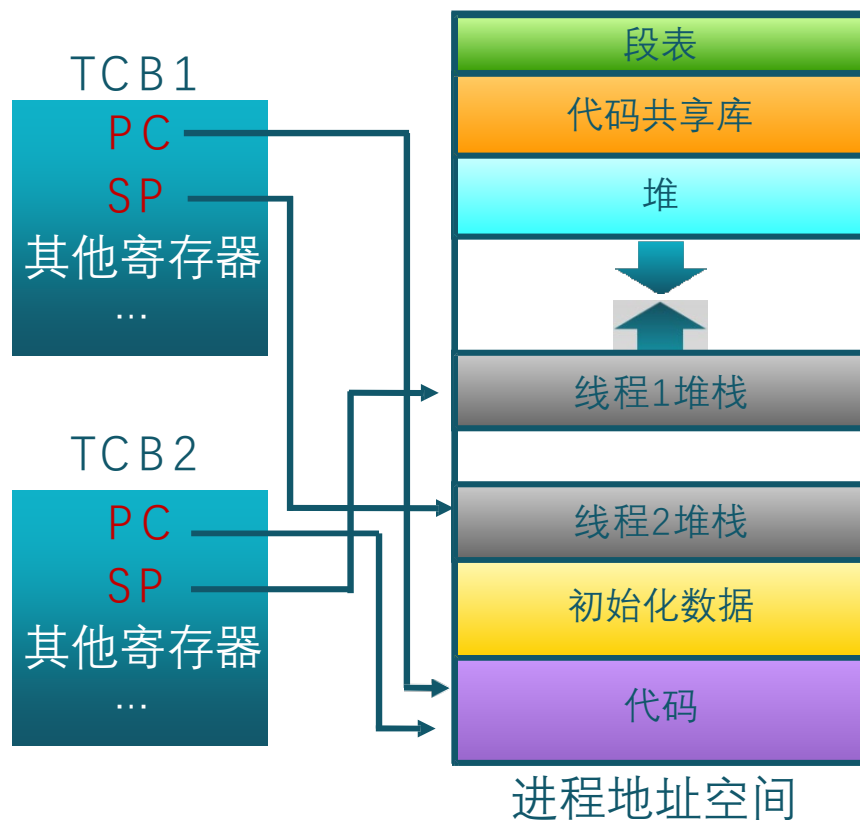 TCB1
PC
SP
其他寄存器
...
TCB2
PC
SP
其他寄存器
...
段表
代码共享库
堆
线程1堆栈
线程2堆栈
初始化数据
代码
进程地址空间